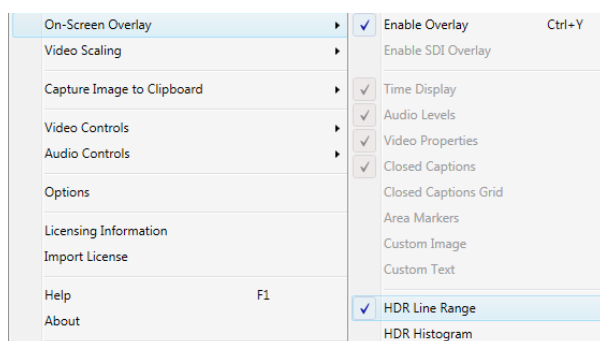 On-Screen Overlay
Video Scaling
Capture Image to Clipboard
Video Controls
Audio Controls
Options
Licensing Information
Import License
Help F1
About
Enable Overlay Ctrl+Y
Enable SDI Overlay
Time Display
Audio Levels
Video Properties
Closed Captions
Closed Captions Grid
Area Markers
Custom Image
Custom Text
HDR Line Range
HDR Histogram